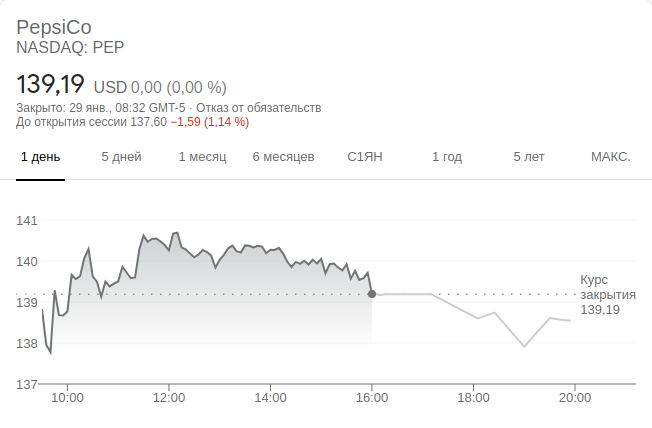 PepsiCo
NASDAQ: PEP
139,19 USD 0,00 (0,00 %)
Закрыто: 29 янв., 08:32 GMT-5 · Отказ от обязательств
До открытия сессии 137,60 −1,59 (1,14 %)
1 день 5 дней 1 месяц 6 месяцев С1ЯН 1 год 5 лет МАКС.
141
140
139
138
137
Курс
закрытия
139,19
10:00 12:00 14:00 16:00 18:00 20:00